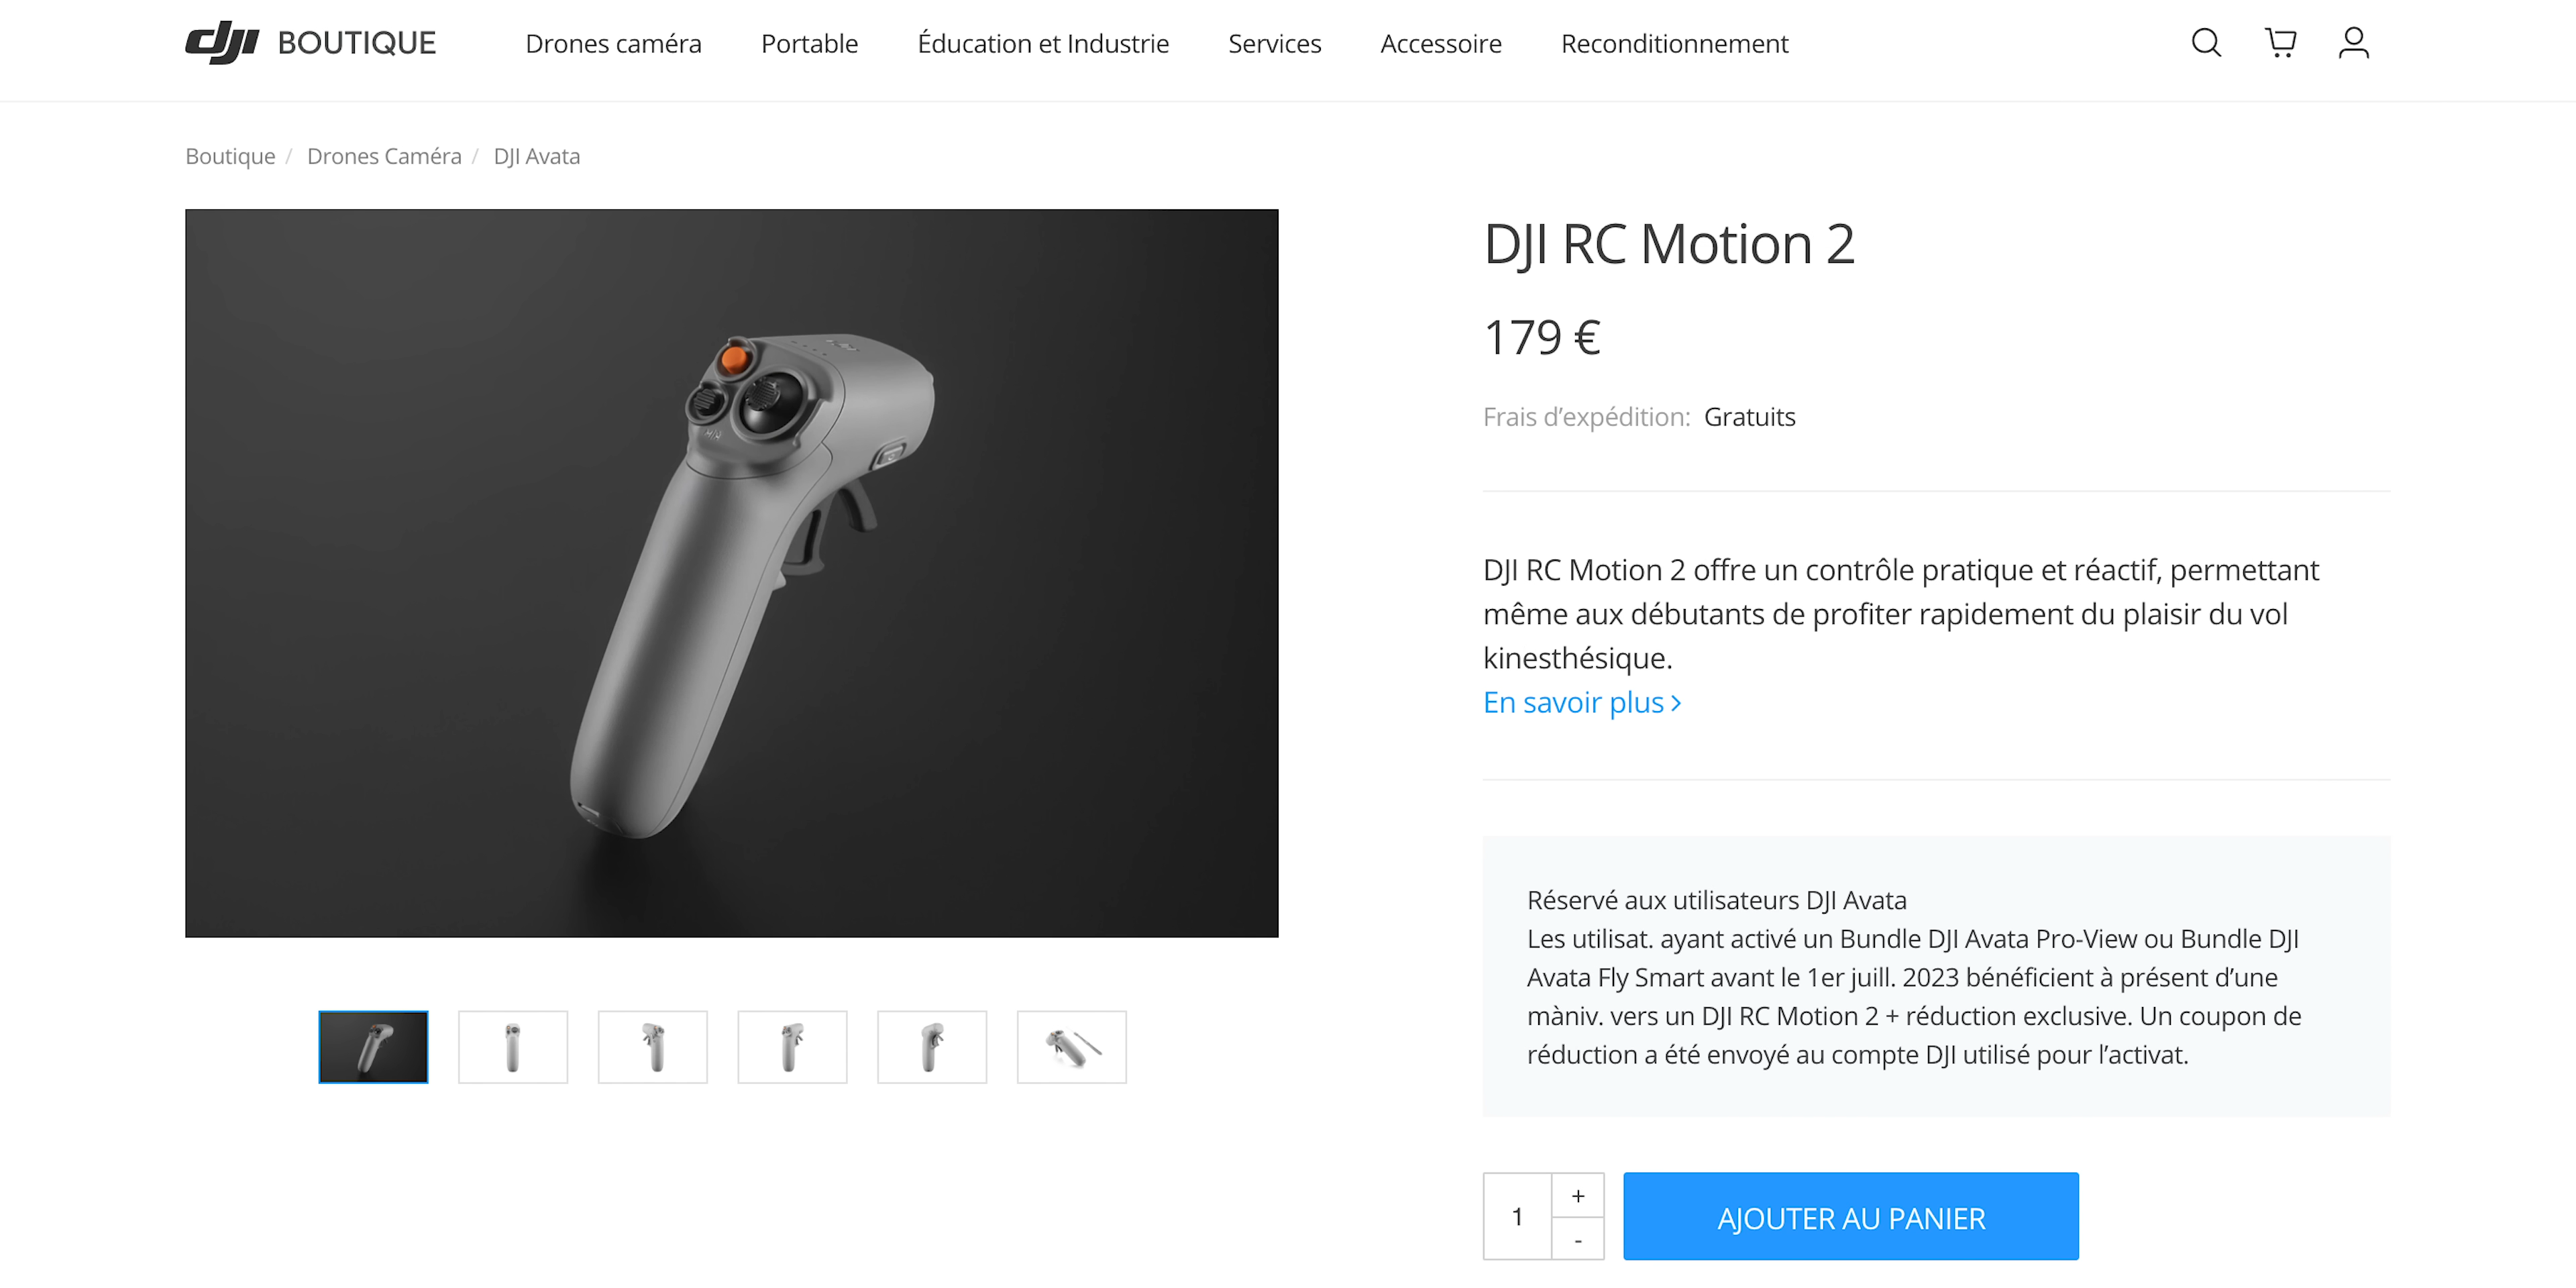 dji BOUTIQUE
Drones caméra
Portable
Éducation et Industrie
Services
Accessoire
Reconditionnement
Boutique / Drones Caméra / DJI Avata
DJI RC Motion 2
179 €
Frais d’expédition: Gratuits
DJI RC Motion 2 offre un contrôle pratique et réactif, permettant
même aux débutants de profiter rapidement du plaisir du vol
kinesthésique.
En savoir plus >
Réservé aux utilisateurs DJI Avata
Les utilisat. ayant activé un Bundle DJI Avata Pro-View ou Bundle DJI
Avata Fly Smart avant le 1er juill. 2023 bénéficient à présent d’une
màniv. vers un DJI RC Motion 2 + réduction exclusive. Un coupon de
réduction a été envoyé au compte DJI utilisé pour l’activat.
1
+
-
AJOUTER AU PANIER